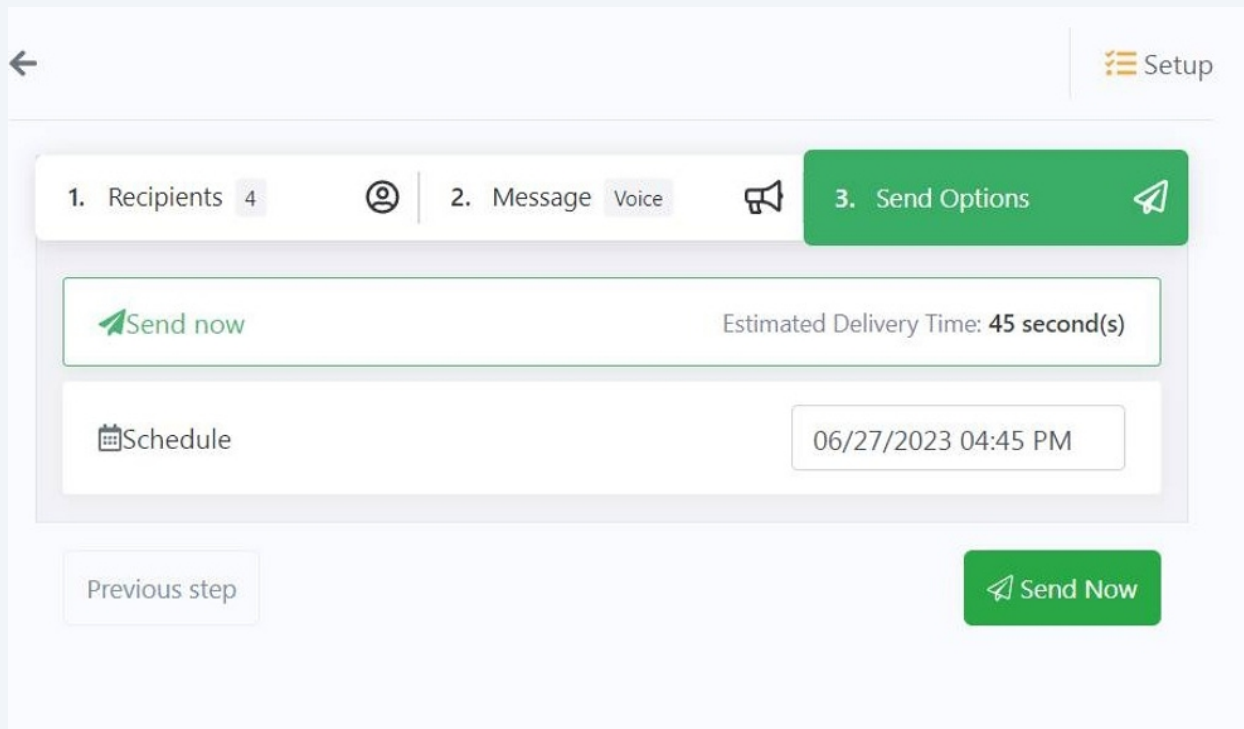 Setup
1. Recipients 4
2. Message Voice
3. Send Options
Send now
Estimated Delivery Time: 45 second(s)
Schedule
06/27/2023 04:45 PM
Previous step
Send Now